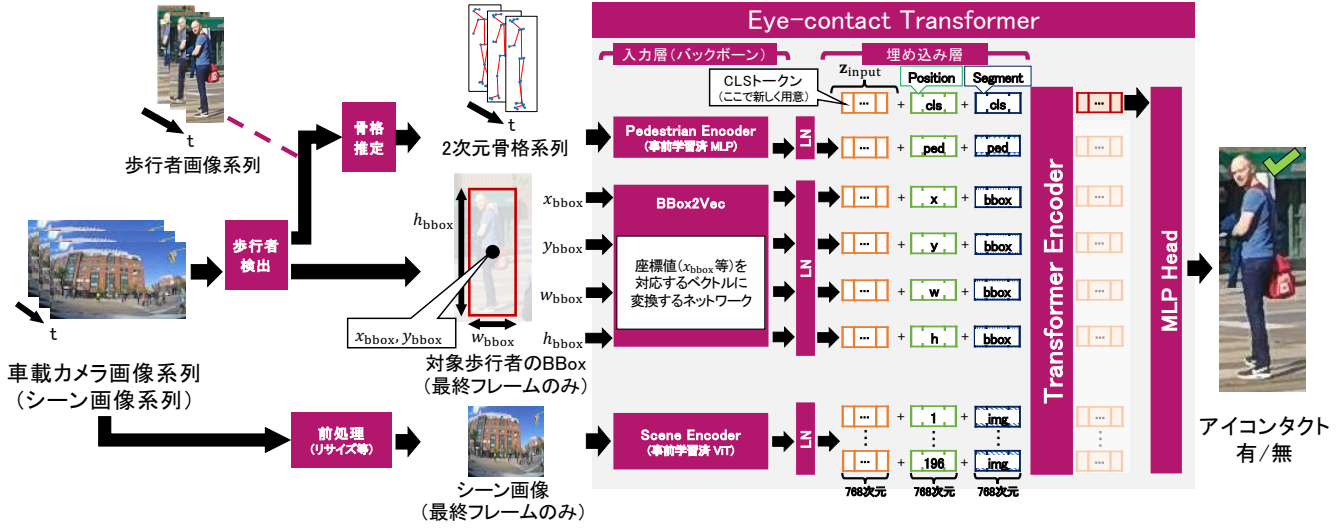 Eye-contact Transformer
入力層(バックボーン)
埋め込み層
t
歩行者画像系列
骨格
推定
t
2次元骨格系列
CLSトークン
(ここで新しく用意)
z_input
Position
Segment
... + cls + cls
...
Pedestrian Encoder
(事前学習済 MLP)
LN
... + ped + ped
...
歩行者
検出
t
車載カメラ画像系列
(シーン画像系列)
h_bbox
w_bbox
x_bbox, y_bbox
対象歩行者のBBox
(最終フレームのみ)
x_bbox
y_bbox
w_bbox
h_bbox
BBox2Vec
座標値(x_bbox等)を
対応するベクトルに
変換するネットワーク
LN
... + x + bbox
...
... + y + bbox
...
... + w + bbox
...
... + h + bbox
...
前処理
(リサイズ等)
シーン画像
(最終フレームのみ)
Scene Encoder
(事前学習済 ViT)
LN
... + 1 + img
...
... + 196 + img
...
768次元
768次元
768次元
Transformer Encoder
MLP Head
アイコンタクト
有/無